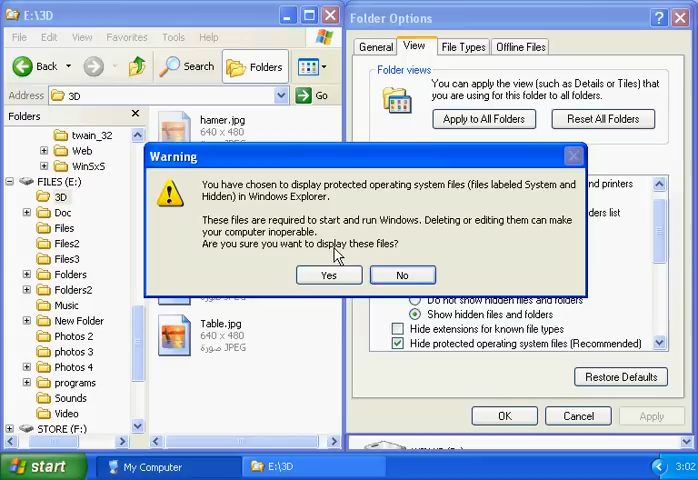 E:\3D
File Edit View Favorites Tools
Back Search Folders
Address 3D Go
Folders
twain_32
Web
WinSxS
FILES (E:)
3D
Doc
Files
Files2
Files3
Folders
Folders2
Music
New Folder
Photos 2
photos 3
Photos 4
programs
Sounds
Video
STORE (F:)
hamer.jpg
640 x 480
Table.jpg
640 x 480
صورة JPEG
Folder Options
General View File Types Offline Files
Folder views
You can apply the view (such as Details or Tiles) that
you are using for this folder to all folders.
Apply to All Folders Reset All Folders
Warning
You have chosen to display protected operating system files (files labeled System and
Hidden) in Windows Explorer.
These files are required to start and run Windows. Deleting or editing them can make
your computer inoperable.
Are you sure you want to display these files?
Yes No
and printers
ders list
Do not show hidden files and folders
Show hidden files and folders
Hide extensions for known file types
Hide protected operating system files (Recommended)
Restore Defaults
OK Cancel Apply
start My Computer E:\3D 3:02